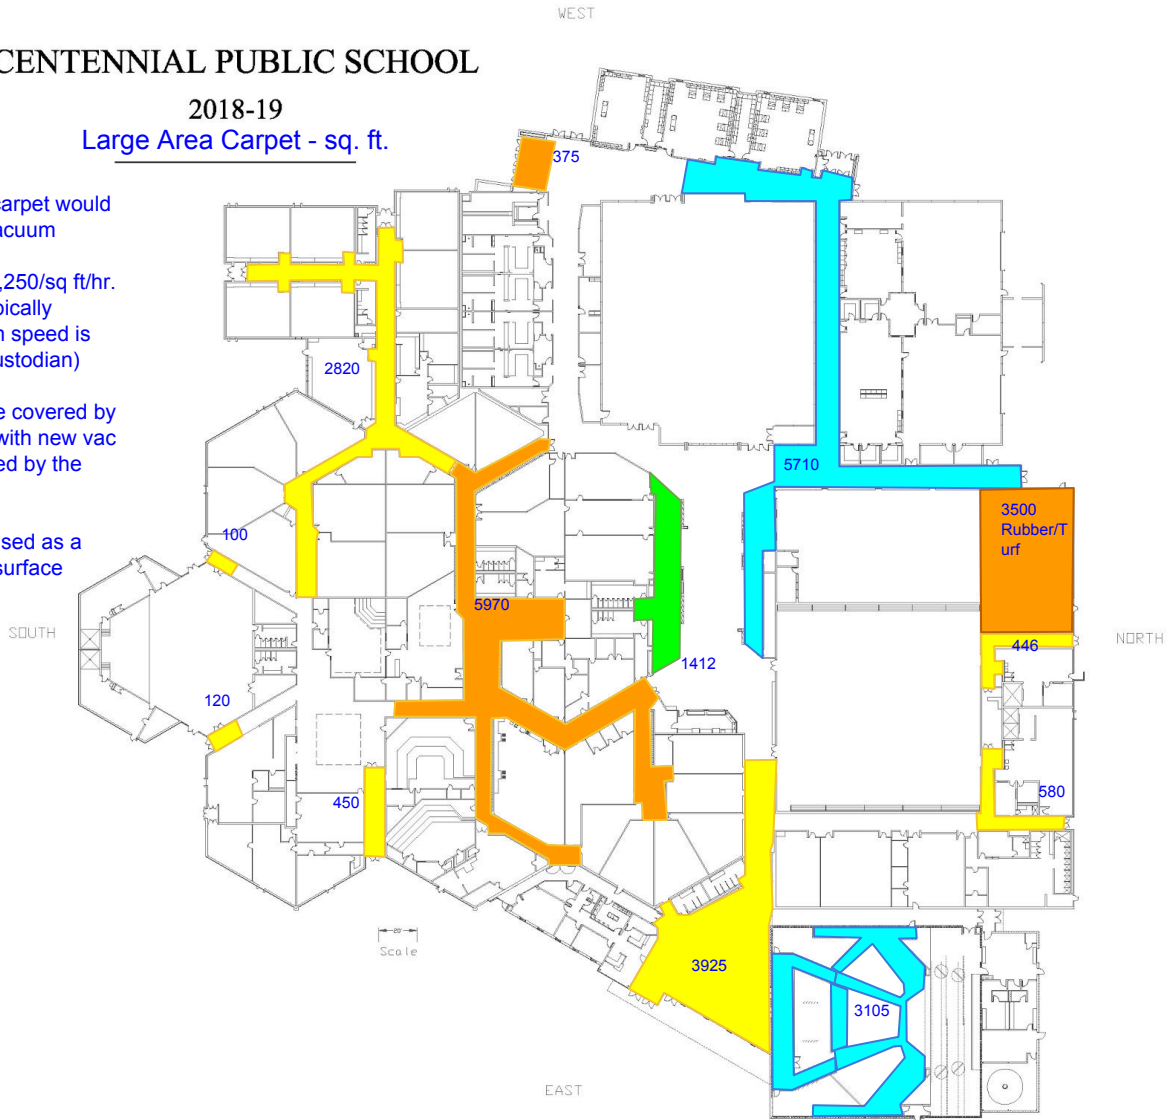 WEST
CENTENNIAL PUBLIC SCHOOL
2018-19
Large Area Carpet - sq. ft.
375
carpet would
acuum
,250/sq ft/hr.
pically
n speed is
ustodian)
2820
e covered by
with new vac
ed by the
5710
3500
Rubber/T
urf
100
sed as a
surface
5970
SOUTH
NORTH
446
1412
120
580
450
20'
Scale
3925
3105
EAST